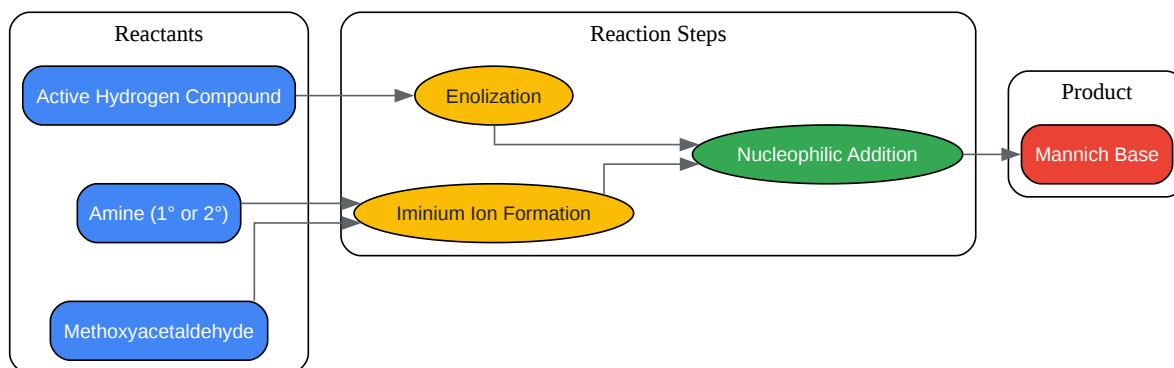 Reactants
Active Hydrogen Compound
Amine (1° or 2°)
Methoxyacetaldehyde
Reaction Steps
Enolization
Iminium Ion Formation
Nucleophilic Addition
Product
Mannich Base